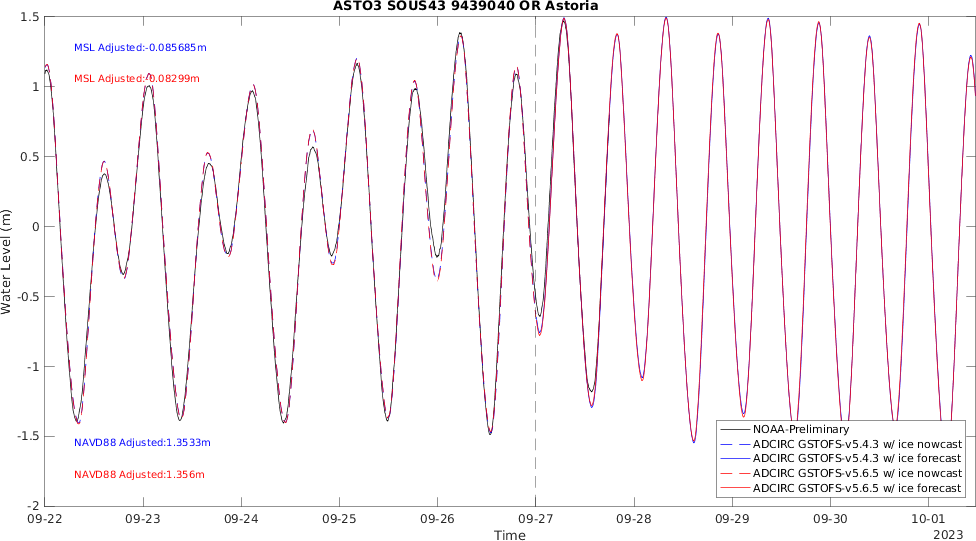 ASTO3 SOUS43 9439040 OR Astoria
1.5
1
0.5
0
-0.5
-1
-1.5
-2
Water Level (m)
MSL Adjusted:-0.085685m
MSL Adjusted:-0.08299m
NAVD88 Adjusted:1.3533m
NAVD88 Adjusted:1.356m
NOAA-Preliminary
ADCIRC GSTOFS-v5.4.3 w/ ice nowcast
ADCIRC GSTOFS-v5.4.3 w/ ice forecast
ADCIRC GSTOFS-v5.6.5 w/ ice nowcast
ADCIRC GSTOFS-v5.6.5 w/ ice forecast
09-22 09-23 09-24 09-25 09-26 09-27 09-28 09-29 09-30 10-01
Time
2023